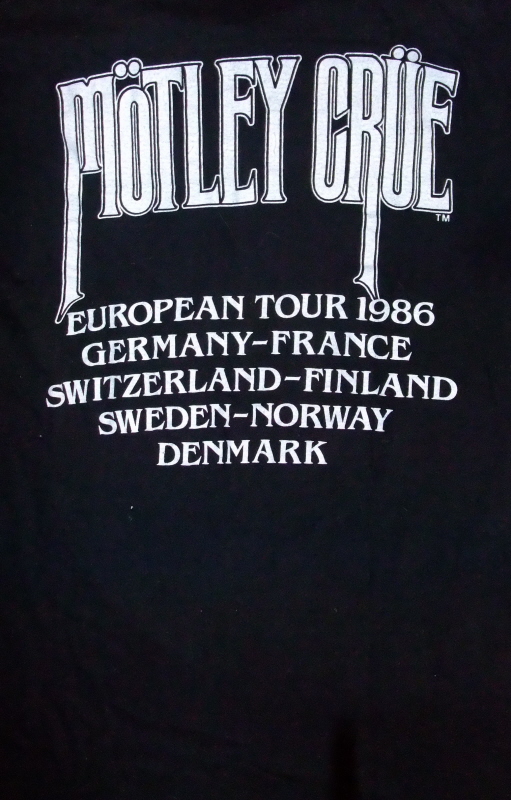 MÖTLEY CRÜE
TM
EUROPEAN TOUR 1986
GERMANY-FRANCE
SWITZERLAND-FINLAND
SWEDEN-NORWAY
DENMARK